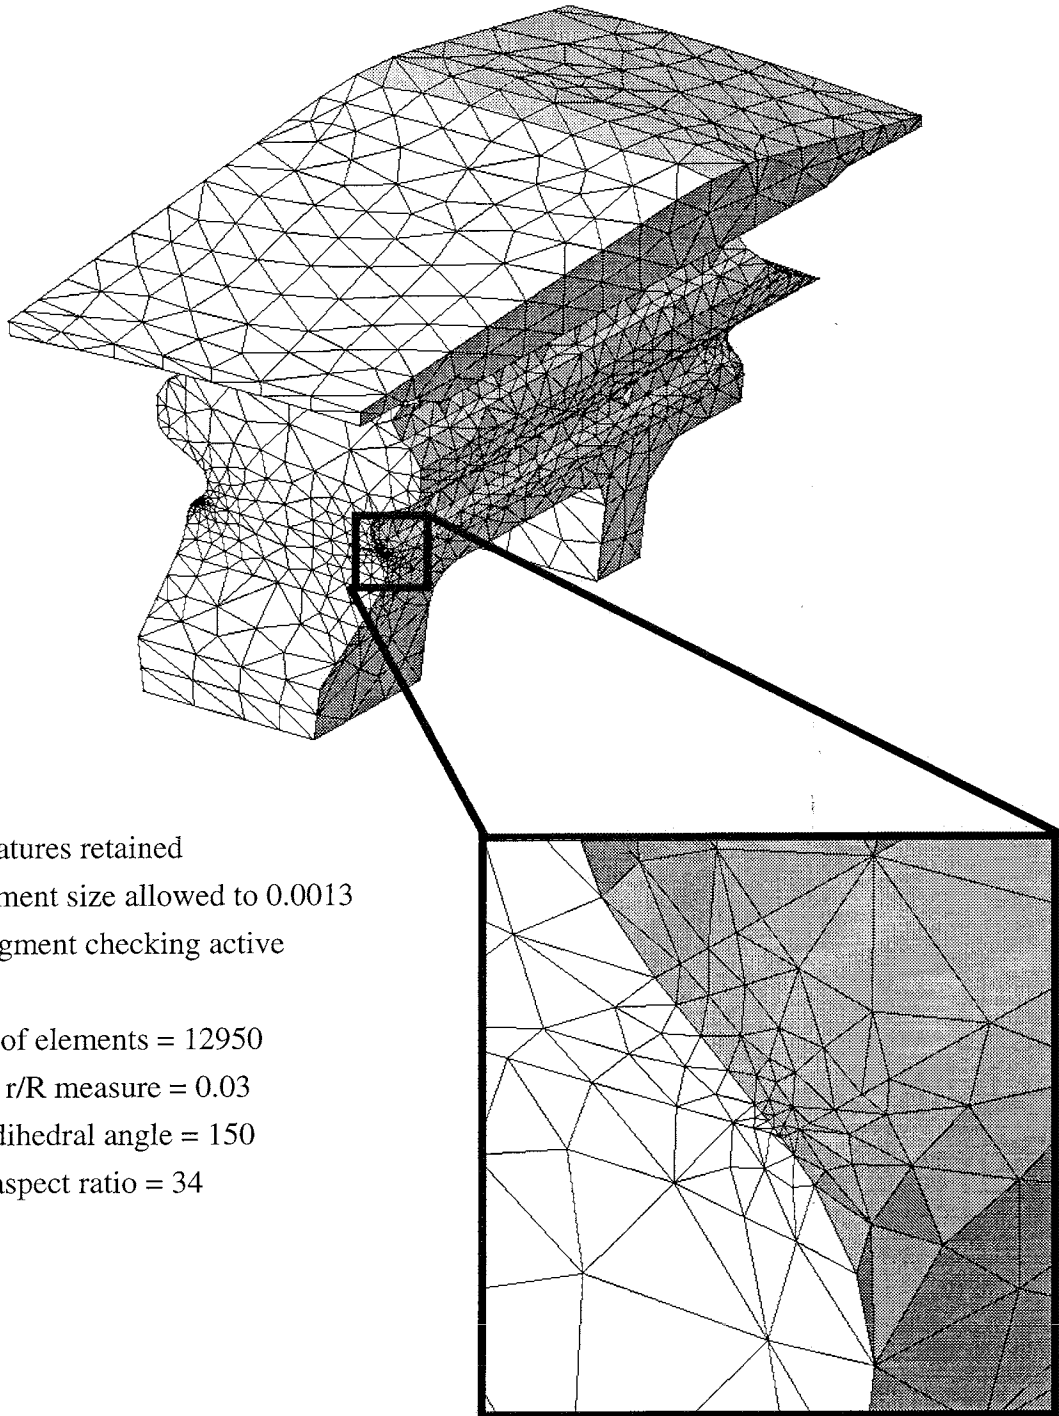 atures retained
ment size allowed to 0.0013
gment checking active
of elements = 12950
r/R measure = 0.03
dihedral angle = 150
aspect ratio = 34